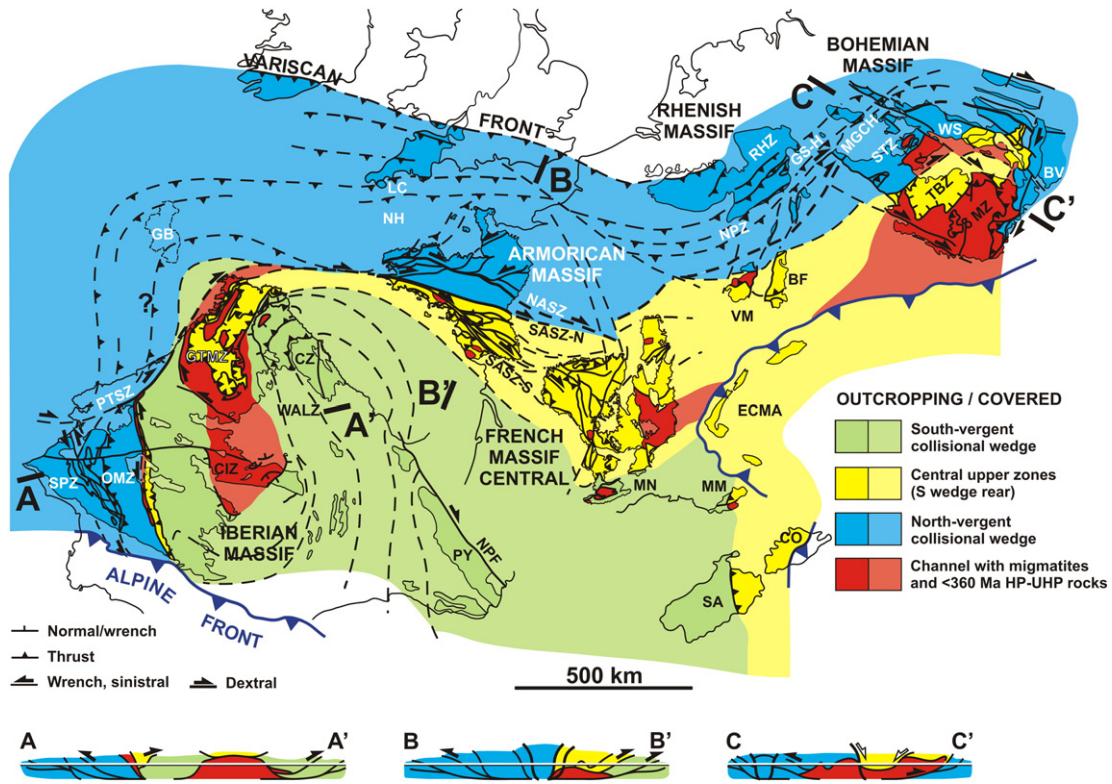 VARISCAN
FRONT
BOHEMIAN
MASSIF
RHENISH
MASSIF
C
WS
STZ
MGCH
GS-H
RHZ
BV
TBZ
MZ
C'
B
LC
NH
GB
NPZ
ARMORICAN
MASSIF
NASZ
BF
VM
SASZ-N
SASZ-S
?
GTMZ
CZ
PTSZ
WALZ
A'
B'
ECMA
FRENCH
MASSIF
CENTRAL
A
SPZ
OMZ
CIZ
MN
MM
IBERIAN
MASSIF
NPF
PY
CO
SA
ALPINE
FRONT
OUTCROPPING / COVERED
South-vergent
collisional wedge
Central upper zones
(S wedge rear)
North-vergent
collisional wedge
Channel with migmatites
and <360 Ma HP-UHP rocks
Normal/wrench
Thrust
Wrench, sinistral
Dextral
500 km
A A'
B B'
C C'